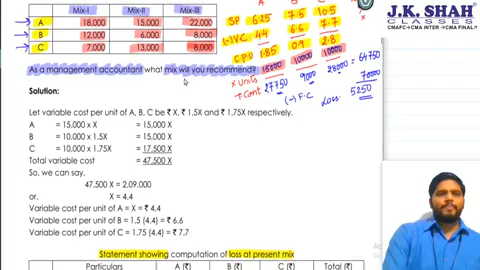 J.K. SHAH®
CLASSES
CMAFC→CMA INTER→CMA FINAL
Mix-I Mix-II Mix-III
A 18,000 15,000 22,000
B 12,000 6,000 8,000
C 7,000 13,000 8,000
SP 6.25 7.5 10.5
(-) VC 4.4 6.6 7.7
CPU 1.85 0.9 2.8
x Units 15000 10000 10000
T Cont 27750 9000 28000 = 64750
(-) F.C 70000
Loss 5250
As a management accountant what mix will you recommend?
Solution:
Let variable cost per unit of A, B, C be ₹ X, ₹ 1.5X and ₹ 1.75X respectively.
A = 15,000 x X = 15,000 X
B = 10,000 x 1.5X = 15,000X
C = 10,000 x 1.75X = 17,500 X
Total variable cost = 47,500 X
So, we can say,
47,500 X = 2,09,000
or, X = 4.4
Variable cost per unit of A = X = ₹ 4.4
Variable cost per unit of B = 1.5 (4.4) = ₹ 6.6
Variable cost per unit of C = 1.75 (4.4) = ₹ 7.7
Statement showing computation of loss at present mix
Particulars A (₹) B (₹) C (₹) Total (₹)